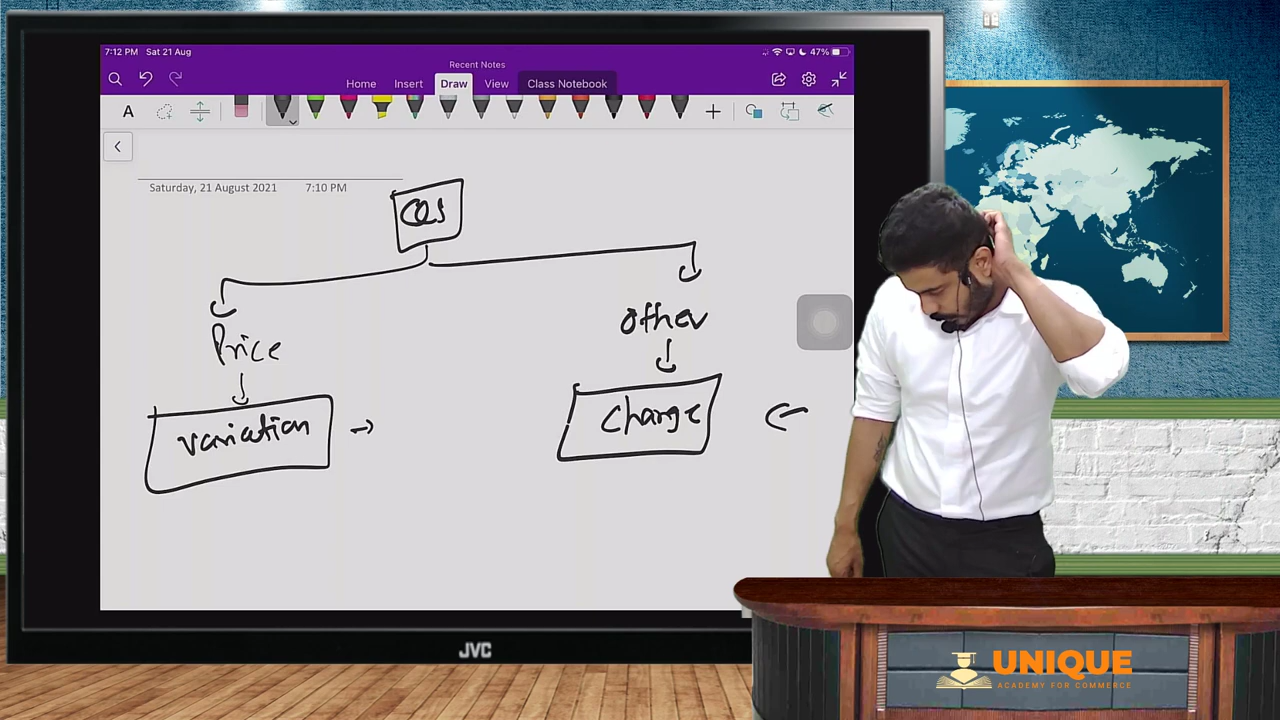 7:12 PM Sat 21 Aug
47%
Recent Notes
Home Insert Draw View Class Notebook
A
Saturday, 21 August 2021 7:10 PM
Price
Other
variation
change
JVC
UNIQUE
ACADEMY FOR COMMERCE